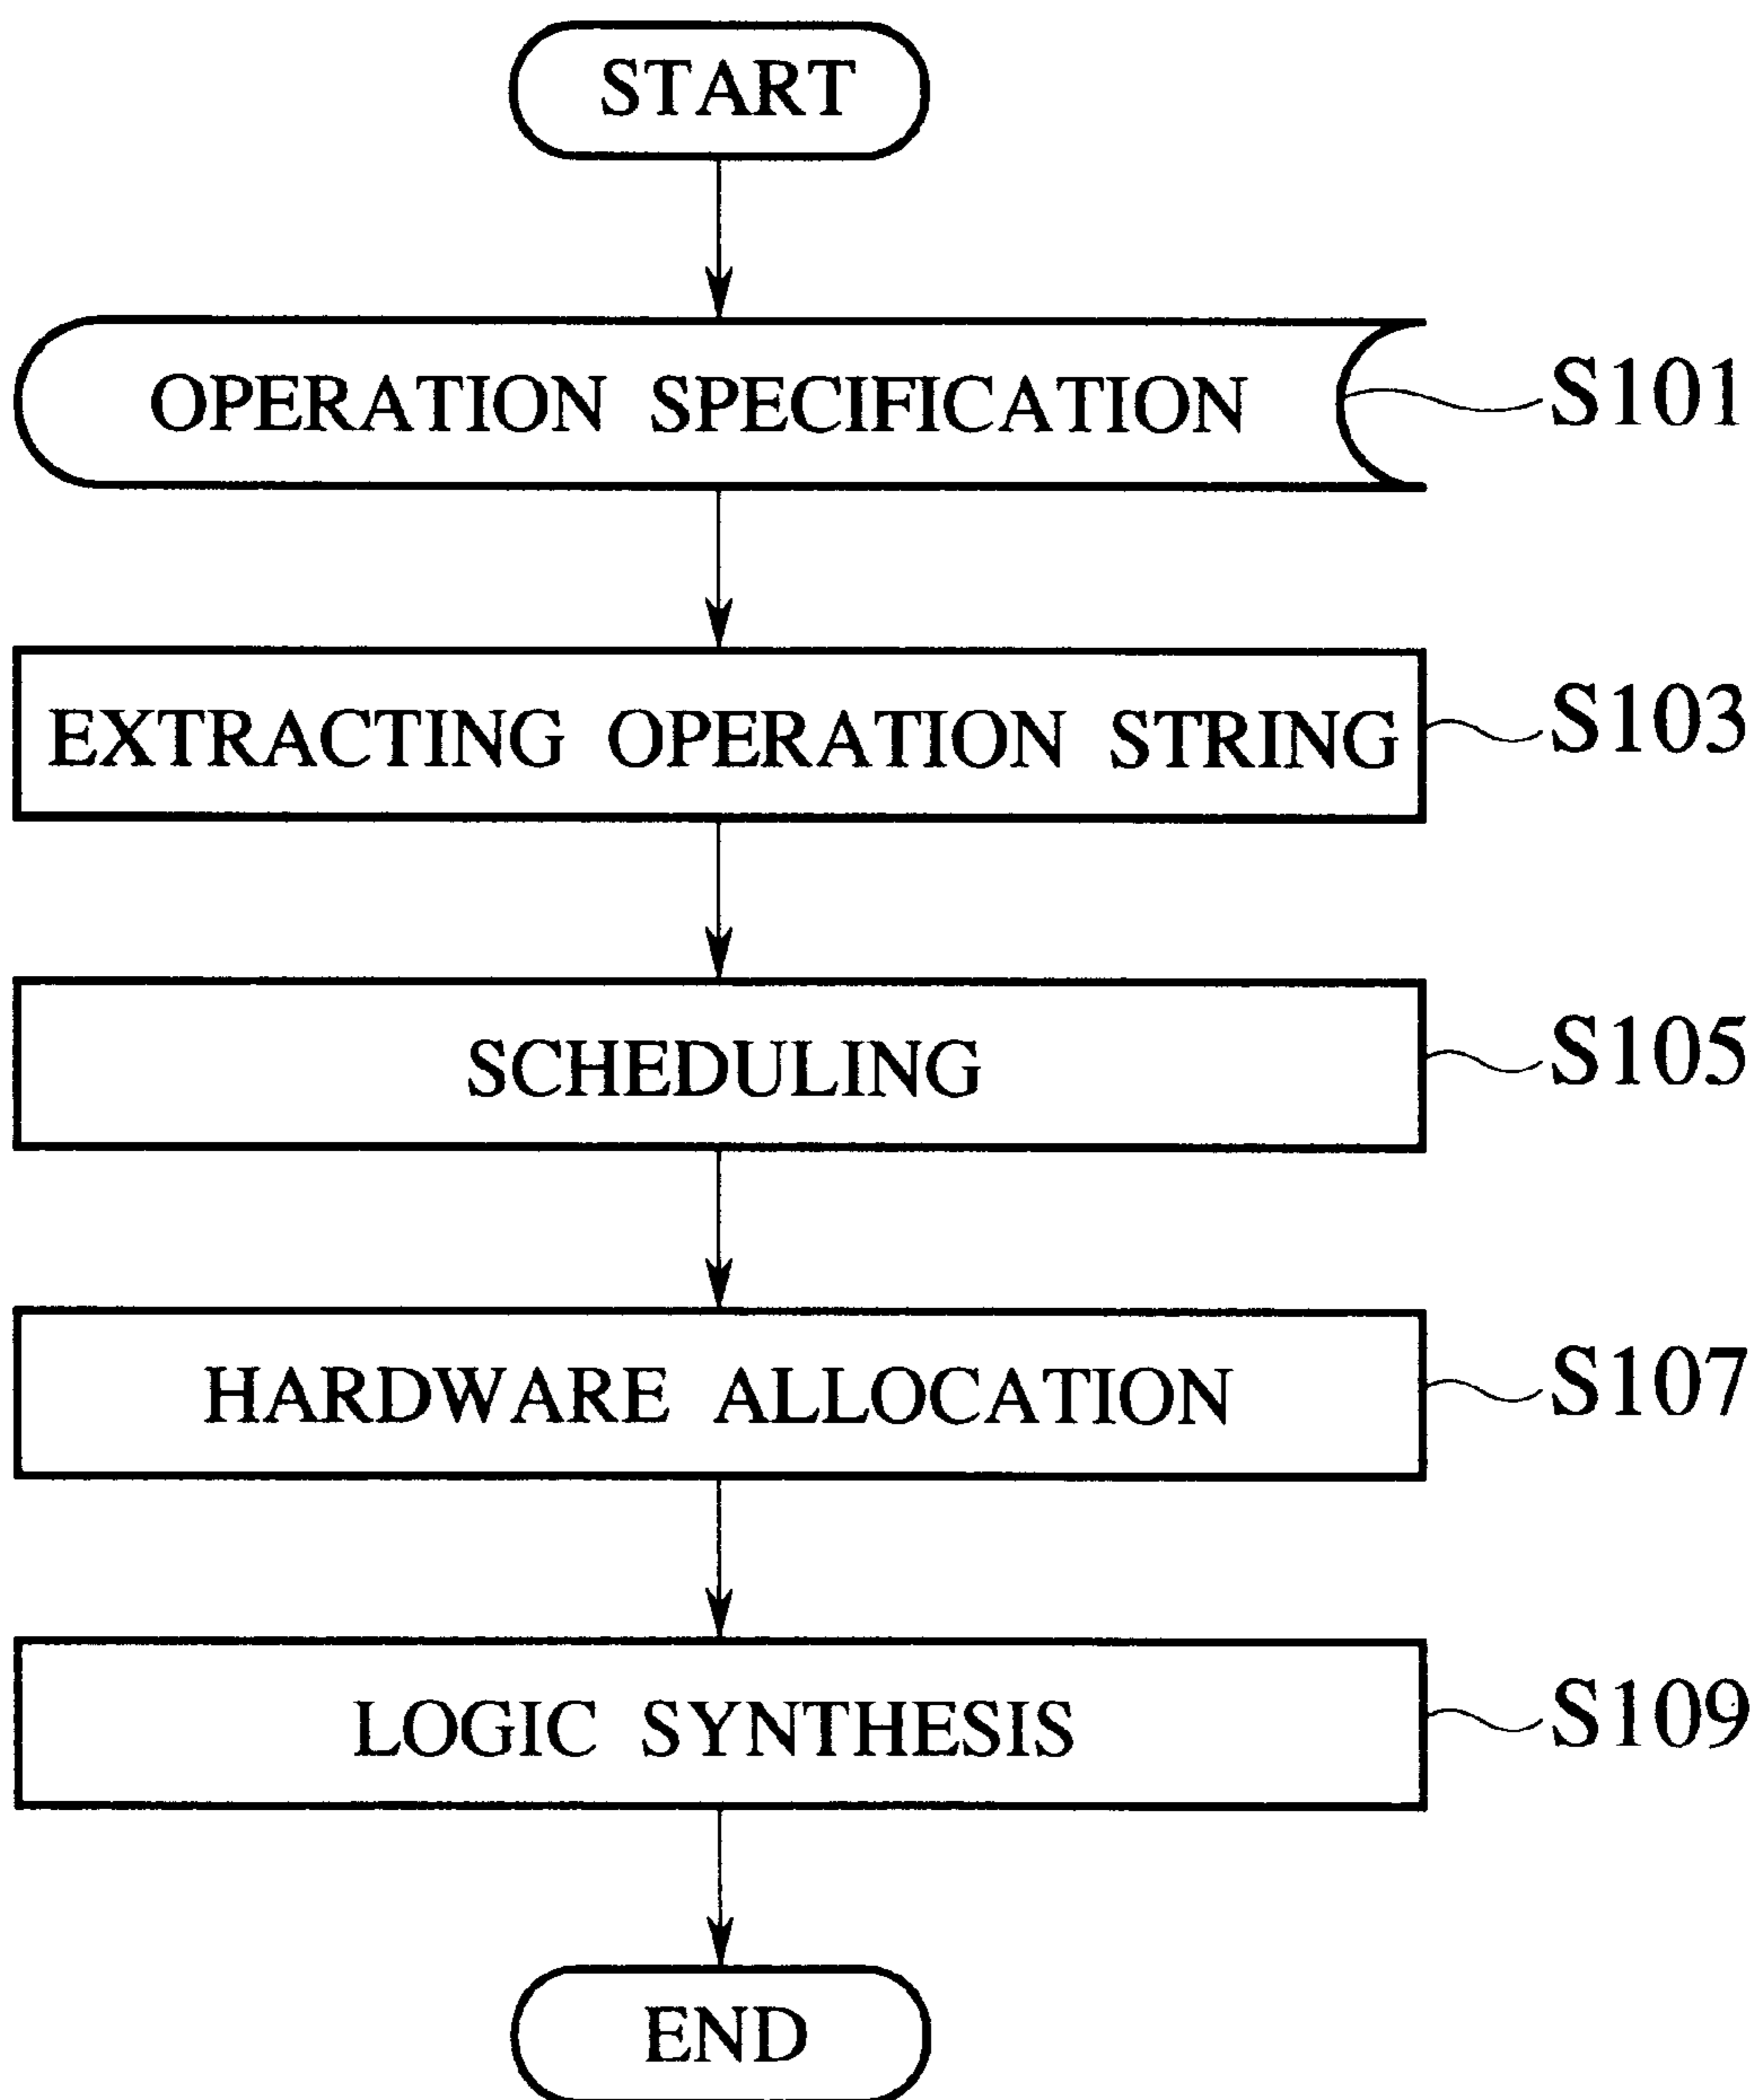 START
OPERATION SPECIFICATION
S101
EXTRACTING OPERATION STRING
S103
SCHEDULING
S105
HARDWARE ALLOCATION
S107
LOGIC SYNTHESIS
S109
END